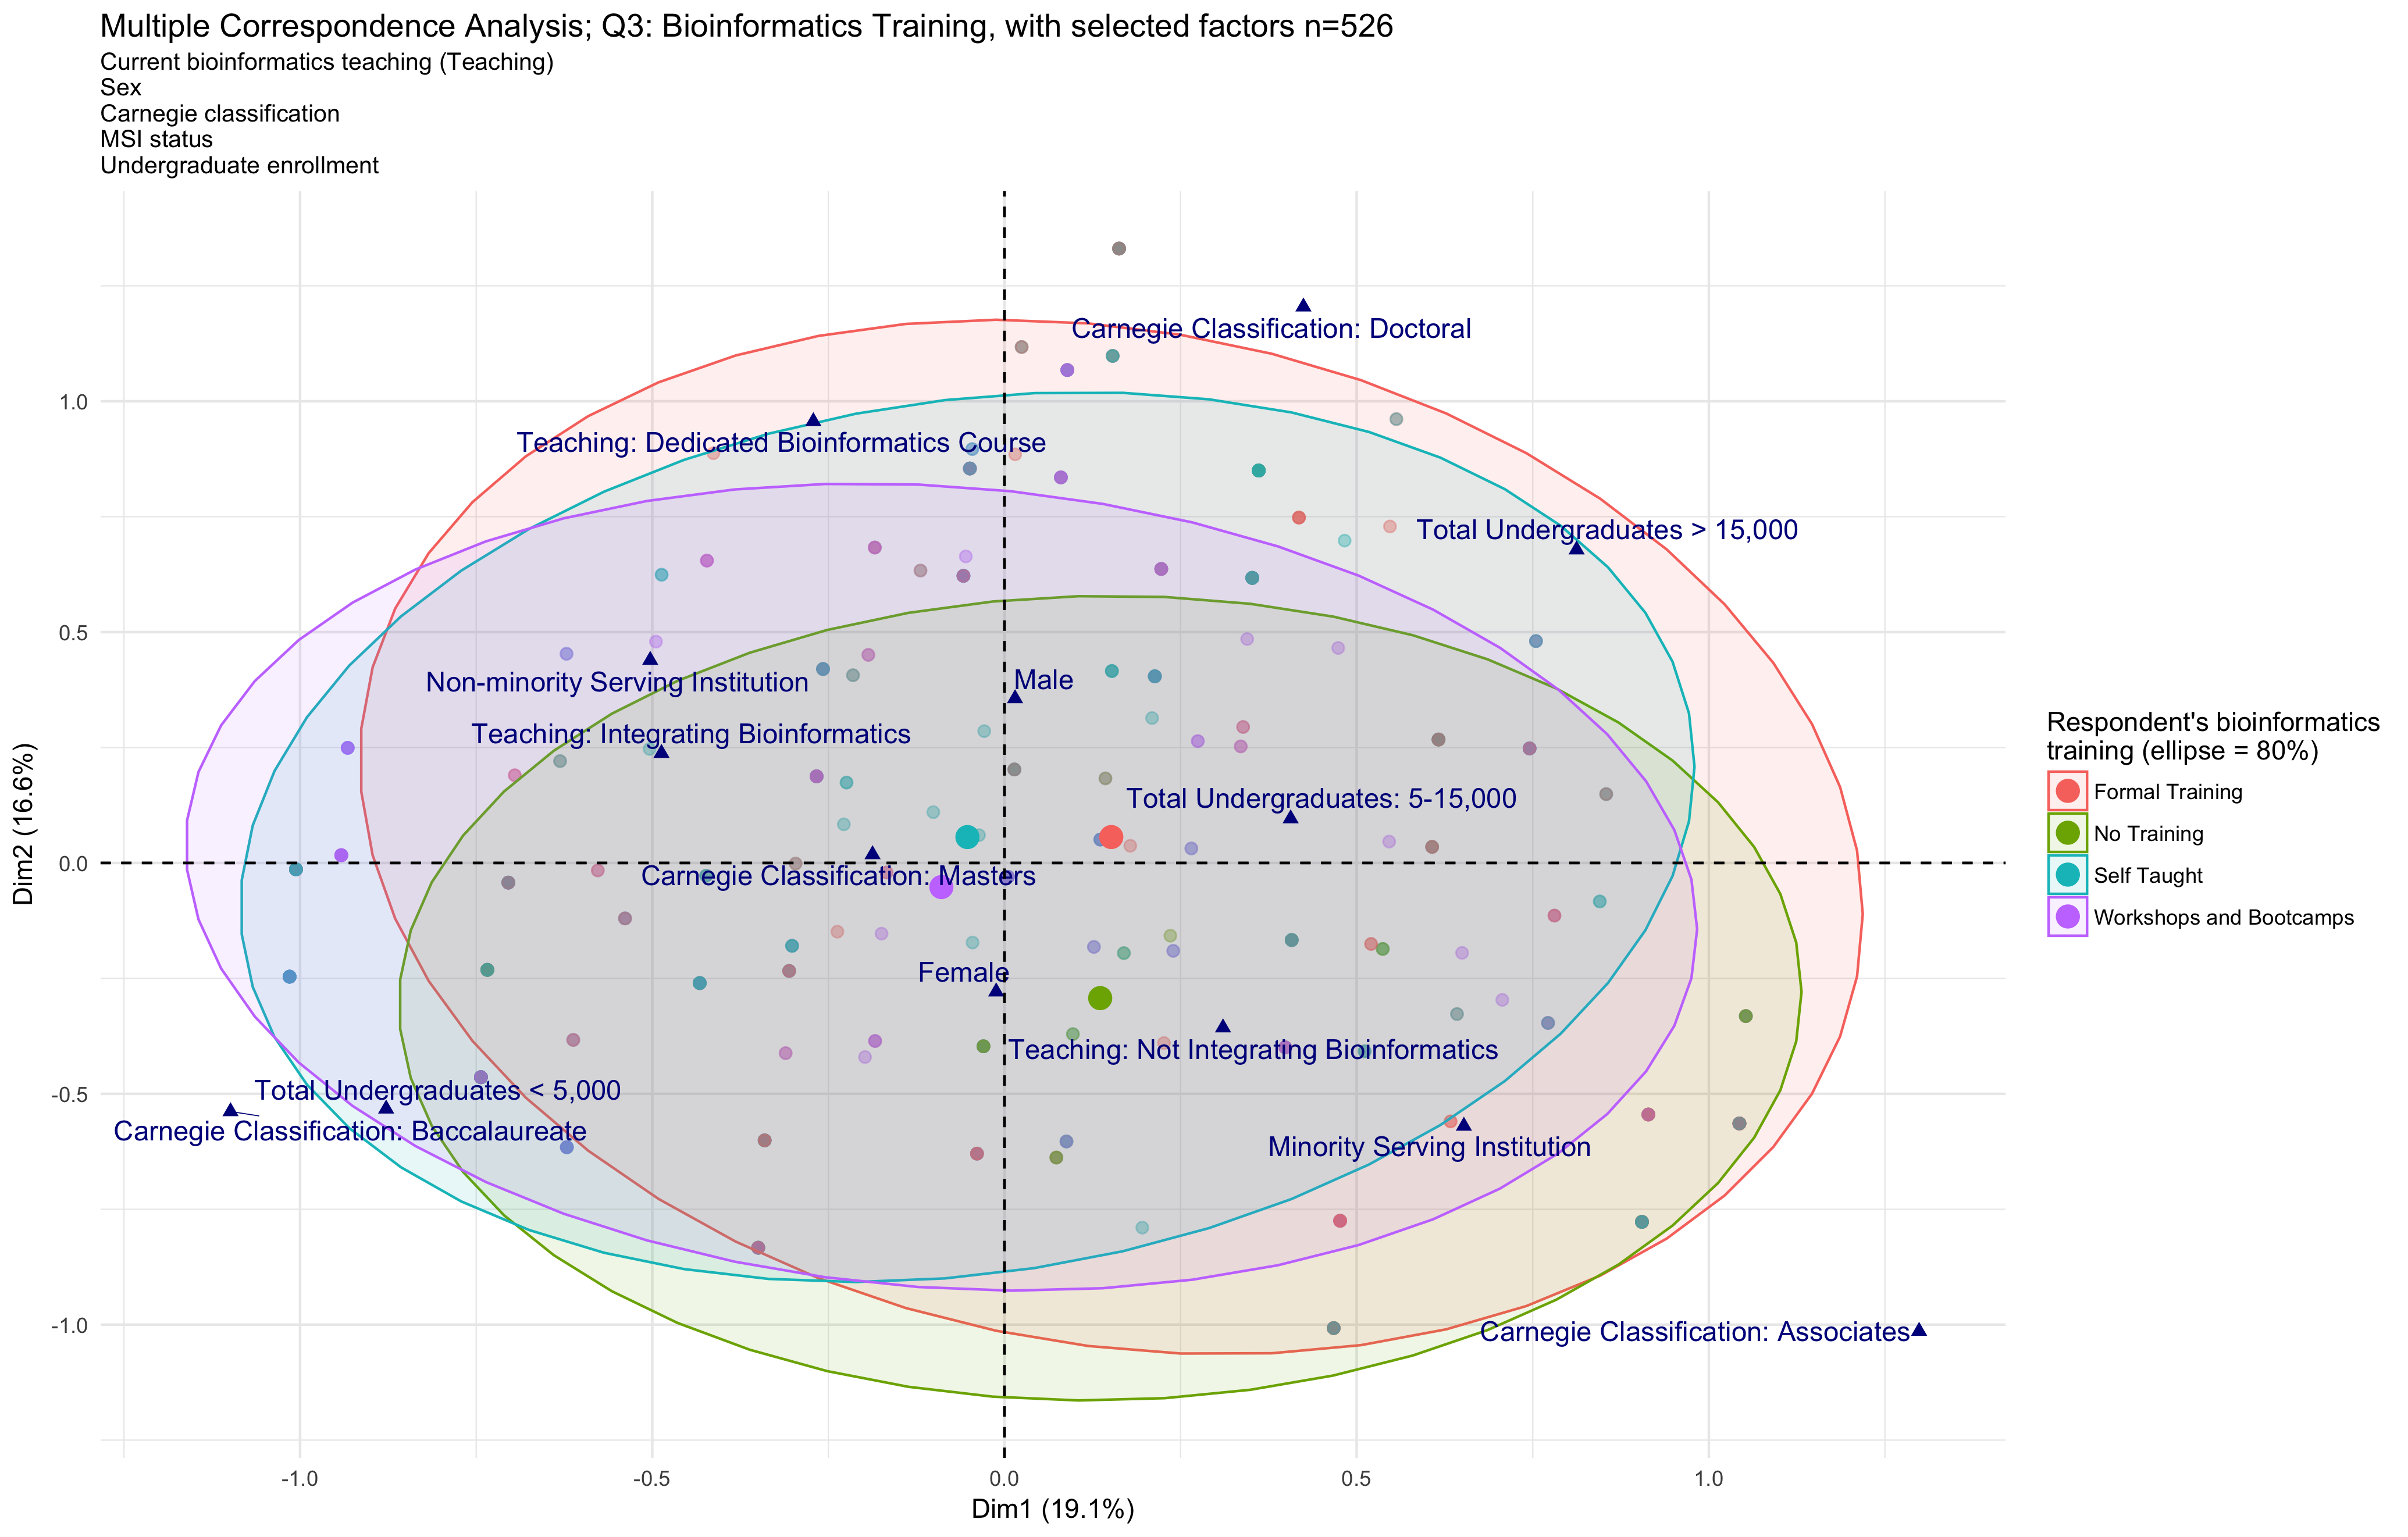 Multiple Correspondence Analysis; Q3: Bioinformatics Training, with selected factors n=526
Current bioinformatics teaching (Teaching)
Sex
Carnegie classification
MSI status
Undergraduate enrollment
Carnegie Classification: Doctoral
1.0
Teaching: Dedicated Bioinformatics Course
Total Undergraduates > 15,000
0.5
Non-minority Serving Institution
Male
Teaching: Integrating Bioinformatics
Total Undergraduates: 5-15,000
Dim2 (16.6%)
0.0
Carnegie Classification: Masters
Female
Teaching: Not Integrating Bioinformatics
-0.5
Total Undergraduates < 5,000
Carnegie Classification: Baccalaureate
Minority Serving Institution
-1.0
Carnegie Classification: Associates
-1.0
-0.5
0.0
0.5
1.0
Dim1 (19.1%)
Respondent's bioinformatics
training (ellipse = 80%)
Formal Training
No Training
Self Taught
Workshops and Bootcamps